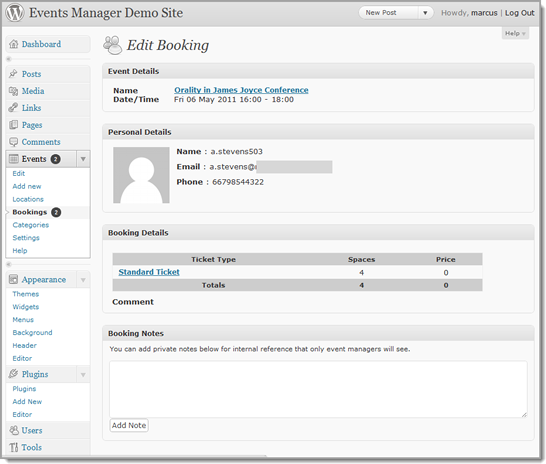 Events Manager Demo Site
New Post
Howdy, marcus | Log Out
Help
Dashboard
Posts
Media
Links
Pages
Comments
Events 2
Edit
Add new
Locations
Bookings 2
Categories
Settings
Help
Appearance
Themes
Widgets
Menus
Background
Header
Editor
Plugins
Plugins
Add New
Editor
Users
Tools
Edit Booking
Event Details
Name Orality in James Joyce Conference
Date/Time Fri 06 May 2011 16:00 - 18:00
Personal Details
Name : a.stevens503
Email : a.stevens@
Phone : 66798544322
Booking Details
Ticket Type Spaces Price
Standard Ticket 4 0
Totals 4 0
Comment
Booking Notes
You can add private notes below for internal reference that only event managers will see.
Add Note